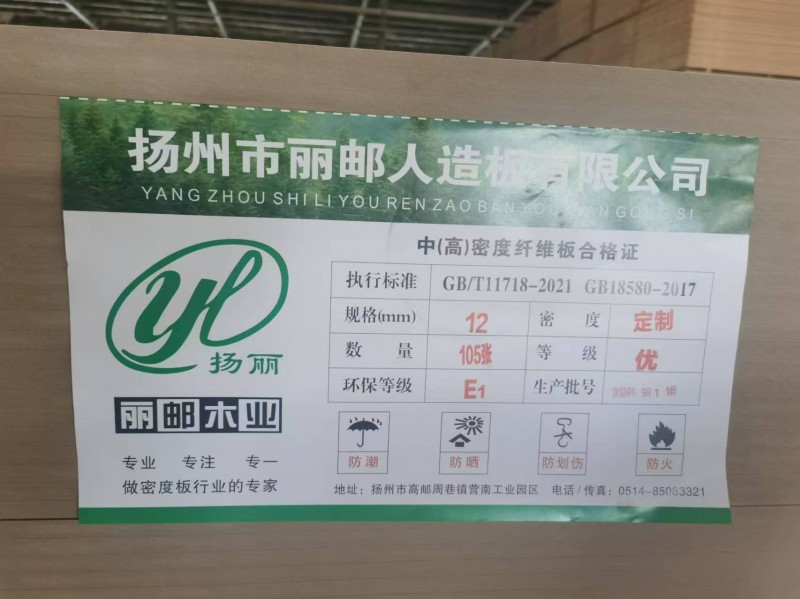 扬州市丽邮人造板有限公司
YANG ZHOU SHI LI YOU REN ZAO BAN YOU XIAN GONG SI
中(高)密度纤维板合格证
yl
扬丽
丽邮木业
专业 专注 专一
做密度板行业的专家
执行标准 GB/T11718-2021 GB18580-2017
规格(mm) 12 密度 定制
数量 105张 等级 优
环保等级 E1 生产批号
防潮 防晒 防划伤 防火
地址：扬州市高邮周巷镇营南工业园区 电话/传真：0514-85083321